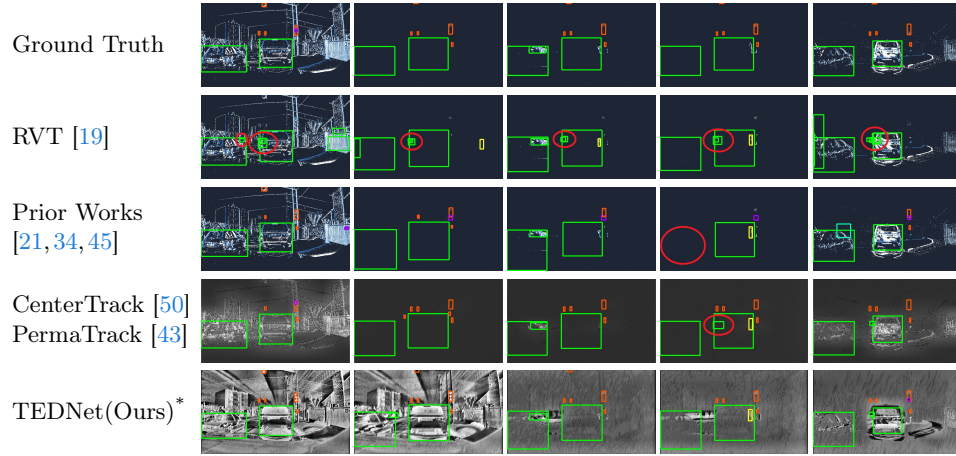 Ground Truth
RVT [19]
Prior Works
[21, 34, 45]
CenterTrack [50]
PermaTrack [43]
TEDNet(Ours)*